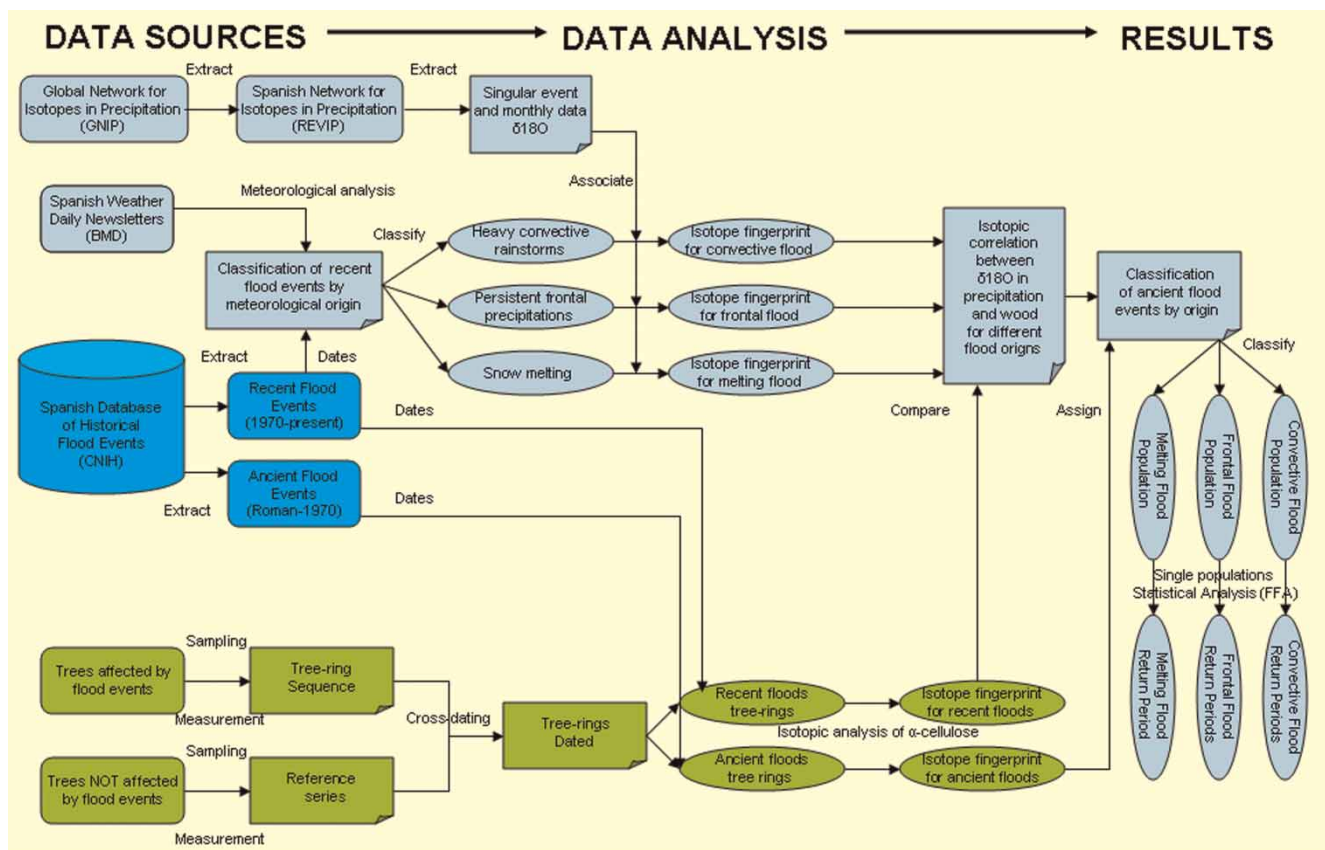 DATA SOURCES
DATA ANALYSIS
RESULTS
Extract
Extract
Global Network for
Isotopes in Precipitation
(GNIP)
Spanish Network for
Isotopes in Precipitation
(REVIP)
Singular event
and monthly data
δ18O
Associate
Meteorological analysis
Spanish Weather
Daily Newsletters
(BMD)
Classify
Classification of recent
flood events by
meteorological origin
Heavy convective
rainstorms
Isotope fingerprint
for convective flood
Persistent frontal
precipitations
Isotope fingerprint
for frontal flood
Snow melting
Isotope fingerprint
for melting flood
Isotopic
correlation
between
δ18O in
precipitation
and wood
for different
flood origns
Classification
of ancient flood
events by origin
Classify
Extract
Dates
Spanish Database
of Historical
Flood Events
(CNIH)
Recent Flood
Events
(1970-present)
Dates
Compare
Assign
Ancient Flood
Events
(Roman-1970)
Dates
Extract
Melting Flood
Population
Frontal Flood
Population
Convective Flood
Population
Single populations
Statistical Analysis (FFA)
Melting Flood
Return Period
Frontal Flood
Return Periods
Convective Flood
Return Periods
Sampling
Trees affected by
flood events
Tree-ring
Sequence
Measurement
Cross-dating
Sampling
Trees NOT affected
by flood events
Reference
series
Measurement
Tree-rings
Dated
Recent floods
tree-rings
Isotope fingerprint
for recent floods
Isotopic analysis of α-cellulose
Ancient floods
tree rings
Isotope fingerprint
for ancient floods